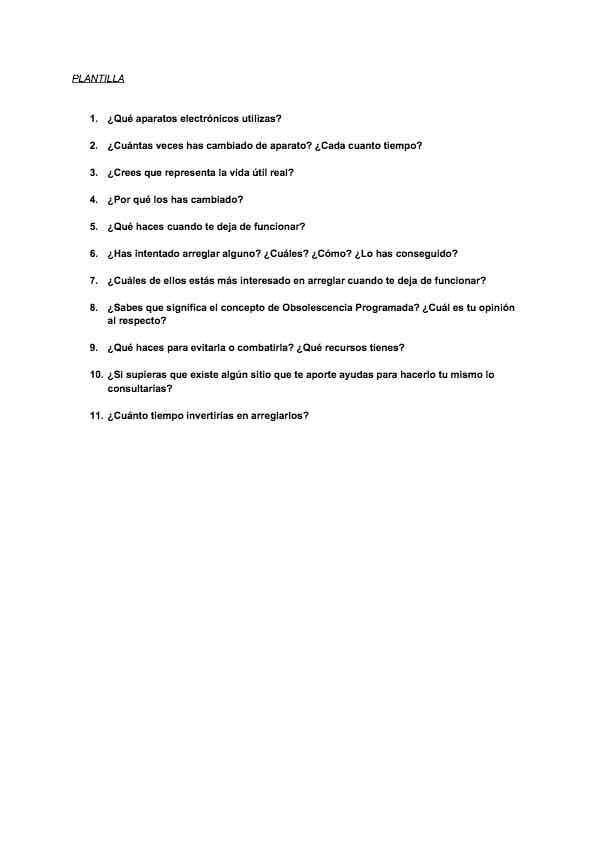 PLANTILLA
1. ¿Qué aparatos electrónicos utilizas?
2. ¿Cuántas veces has cambiado de aparato? ¿Cada cuanto tiempo?
3. ¿Crees que representa la vida útil real?
4. ¿Por qué los has cambiado?
5. ¿Qué haces cuando te deja de funcionar?
6. ¿Has intentado arreglar alguno? ¿Cuáles? ¿Cómo? ¿Lo has conseguido?
7. ¿Cuáles de ellos estás más interesado en arreglar cuando te deja de funcionar?
8. ¿Sabes que significa el concepto de Obsolescencia Programada? ¿Cuál es tu opinión
al respecto?
9. ¿Qué haces para evitarla o combatirla? ¿Qué recursos tienes?
10. ¿Si supieras que existe algún sitio que te aporte ayudas para hacerlo tu mismo lo
consultarías?
11. ¿Cuánto tiempo invertirías en arreglarlos?